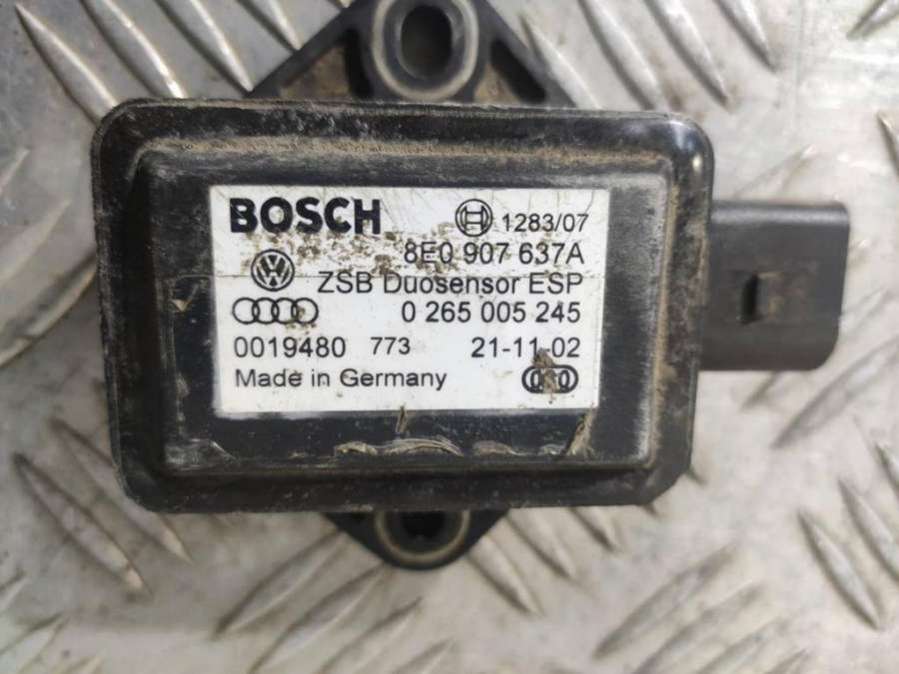 BOSCH 1283/07
8E0 907 637A
ZSB Duosensor ESP
0 265 005 245
0019480 773 21-11-02
Made in Germany